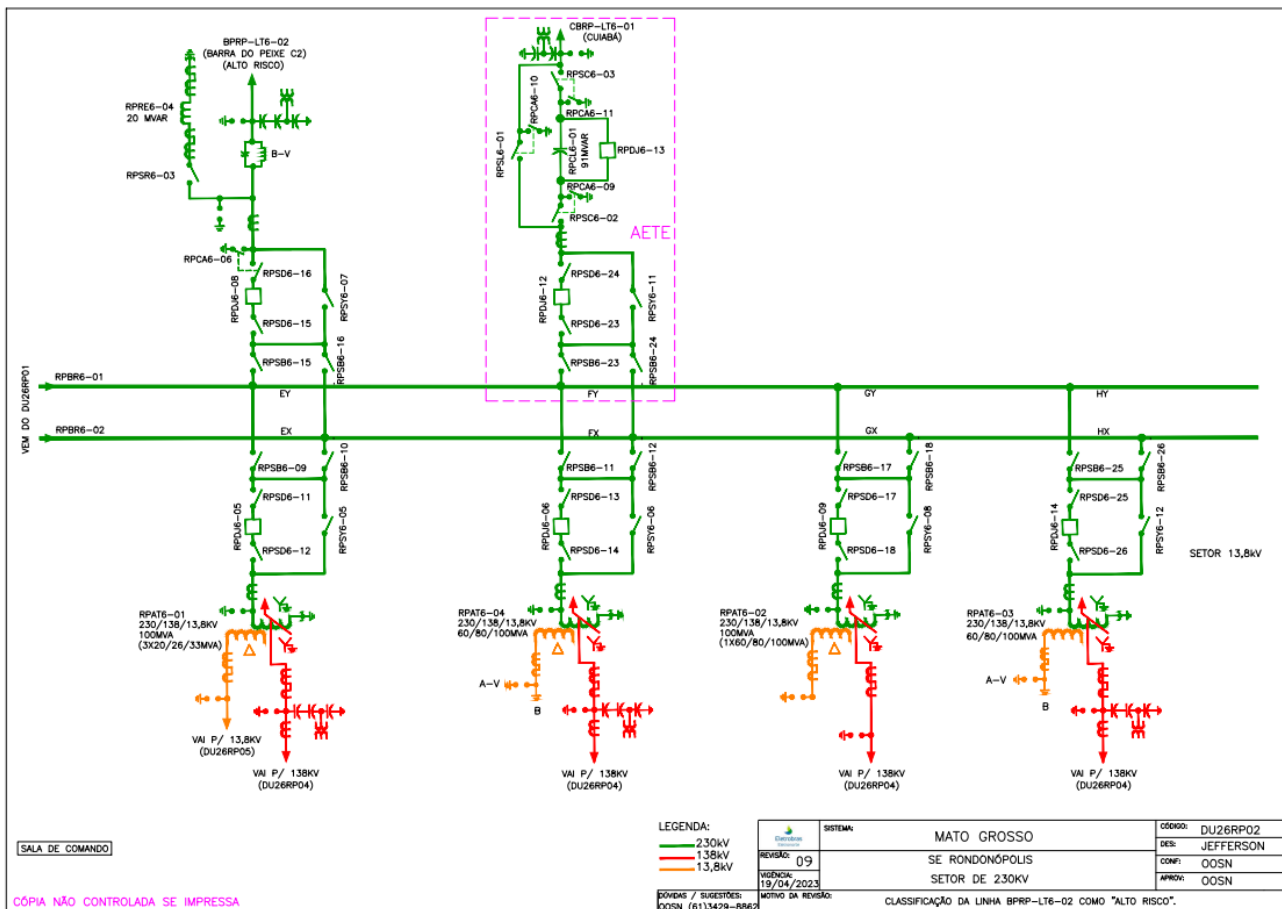 BPRP-LT6-02
(BARRA DO PEIXE C2)
(ALTO RISCO)
RPRE6-04
20 MVAR
B-V
RPSR6-03
RPCA6-06
RPSD6-16
RPDJ6-08
RPSY6-07
RPSD6-15
RPSB6-15
RPSB6-16
CBRP-LT6-01
(CUIABÁ)
RPSC6-03
RPCA6-10
RPCA6-11
RPSL6-01
RPCL6-01
91MVAR
RPDJ6-13
RPCA6-09
RPSC6-02
AETE
RPSD6-24
RPDJ6-12
RPSY6-11
RPSD6-23
RPSB6-23
RPSB6-24
VEM DO DU26RP01
RPBR6-01
EY
FY
GY
HY
RPBR6-02
EX
FX
GX
HX
RPSB6-09
RPSB6-10
RPSD6-11
RPDJ6-05
RPSY6-05
RPSD6-12
RPSB6-11
RPSB6-12
RPSD6-13
RPDJ6-06
RPSY6-06
RPSD6-14
RPSB6-17
RPSB6-18
RPSD6-17
RPDJ6-09
RPSY6-08
RPSD6-18
RPSB6-25
RPSB6-26
RPSD6-25
RPDJ6-14
RPSY6-12
RPSD6-26
SETOR 13,8kV
RPAT6-01
230/138/13,8KV
100MVA
(3X20/26/33MVA)
VAI P/ 13,8KV
(DU26RP05)
VAI P/ 138KV
(DU26RP04)
RPAT6-04
230/138/13,8KV
60/80/100MVA
A-V
B
VAI P/ 138KV
(DU26RP04)
RPAT6-02
230/138/13,8KV
100MVA
(1X60/80/100MVA)
VAI P/ 138KV
(DU26RP04)
RPAT6-03
230/138/13,8KV
60/80/100MVA
A-V
B
VAI P/ 138KV
(DU26RP04)
SALA DE COMANDO
CÓPIA NÃO CONTROLADA SE IMPRESSA
LEGENDA:
230kV
138kV
13,8kV
DÚVIDAS / SUGESTÕES:
OOSN (61)3429-8862
Eletrobras
SISTEMA:
MATO GROSSO
REVISÃO: 09
SE RONDONÓPOLIS
VIGÊNCIA:
19/04/2023
SETOR DE 230KV
CÓDIGO: DU26RP02
DES: JEFFERSON
CONF: OOSN
APROV: OOSN
MOTIVO DA REVISÃO:
CLASSIFICAÇÃO DA LINHA BPRP-LT6-02 COMO "ALTO RISCO".